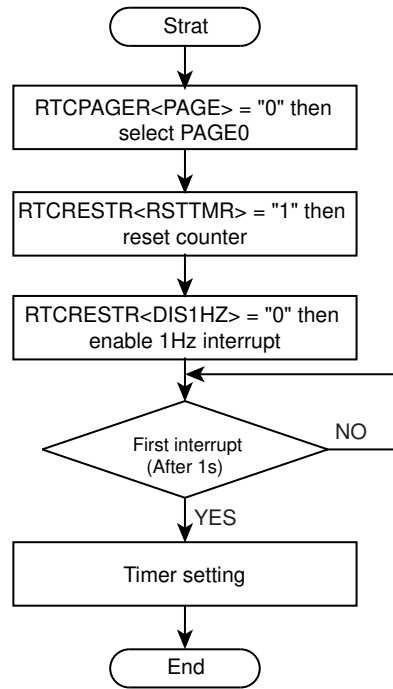 Strat
RTCPAGER<PAGE> = "0" then
select PAGE0
RTCRESTR<RSTTMR> = "1" then
reset counter
RTCRESTR<DIS1HZ> = "0" then
enable 1Hz interrupt
First interrupt
(After 1s)
NO
YES
Timer setting
End